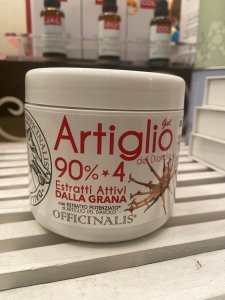 Artiglio
Gel
del Diavolo
90% * 4
Estratti Attivi
DALLA GRANA
CON ESTRATTO POTENZIATO
DI ARTIGLIO DEL DIAVOLO
OFFICINALIS®